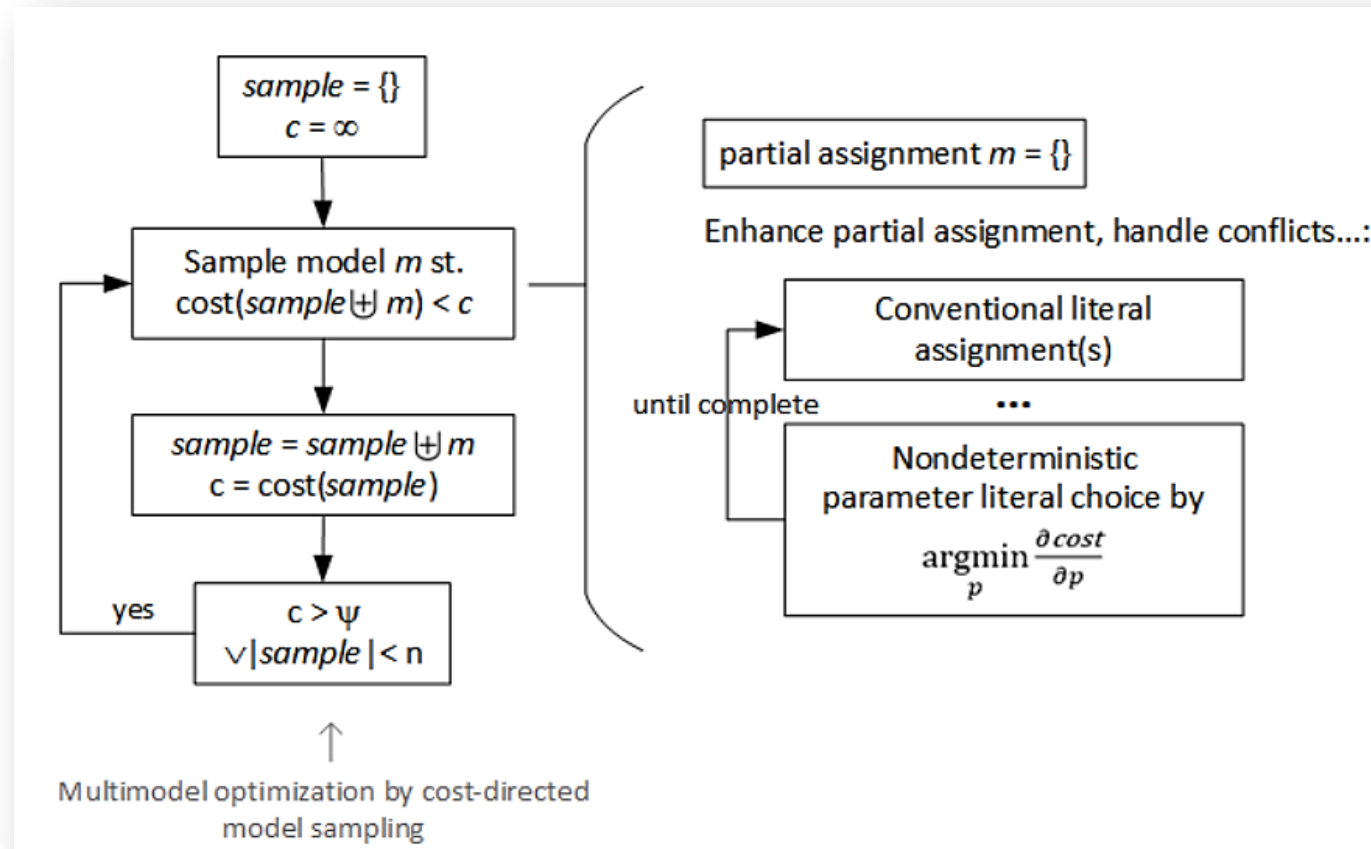 sample = {}
c = ∞
Sample model m st.
cost(sample ⊎ m) < c
sample = sample ⊎ m
c = cost(sample)
yes
c > ψ
∨|sample|< n
Multimodel optimization by cost-directed
model sampling
partial assignment m = {}
Enhance partial assignment, handle conflicts...:
Conventional literal
assignment(s)
until complete
...
Nondeterministic
parameter literal choice by
argmin_p ∂cost/∂p